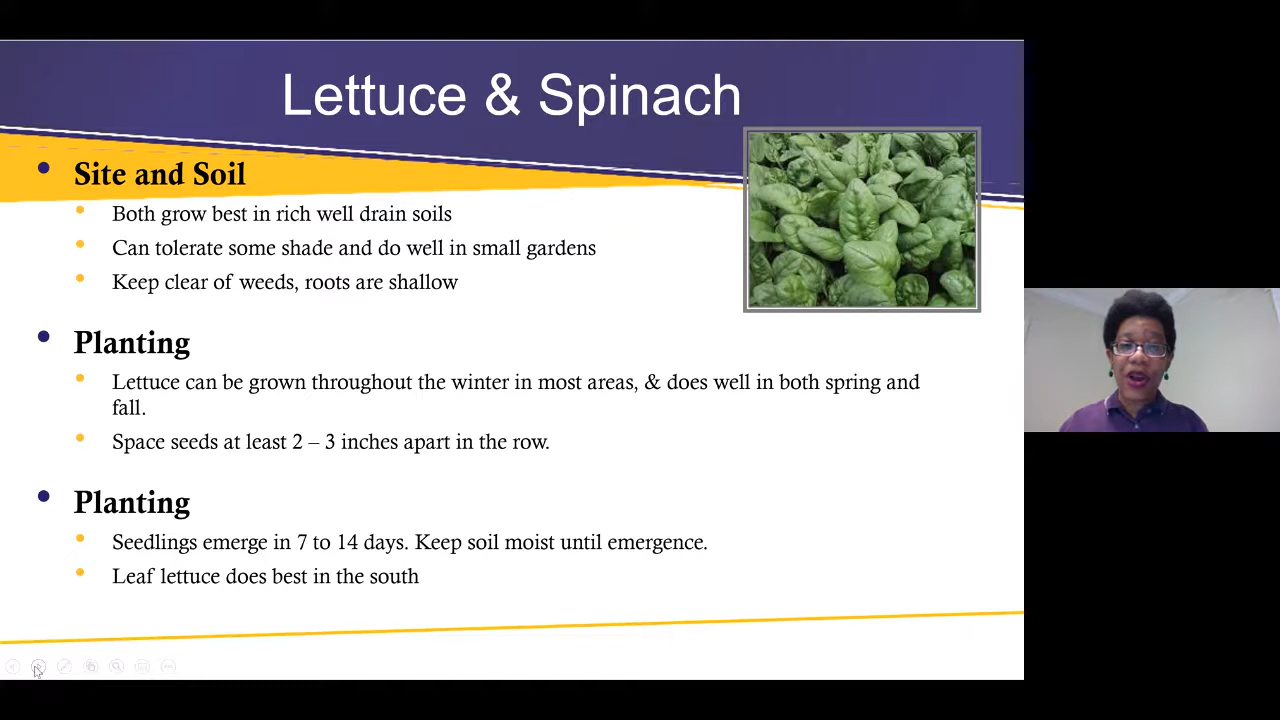 Lettuce & Spinach
Site and Soil
Both grow best in rich well drain soils
Can tolerate some shade and do well in small gardens
Keep clear of weeds, roots are shallow
Planting
Lettuce can be grown throughout the winter in most areas, & does well in both spring and
fall.
Space seeds at least 2 – 3 inches apart in the row.
Planting
Seedlings emerge in 7 to 14 days. Keep soil moist until emergence.
Leaf lettuce does best in the south